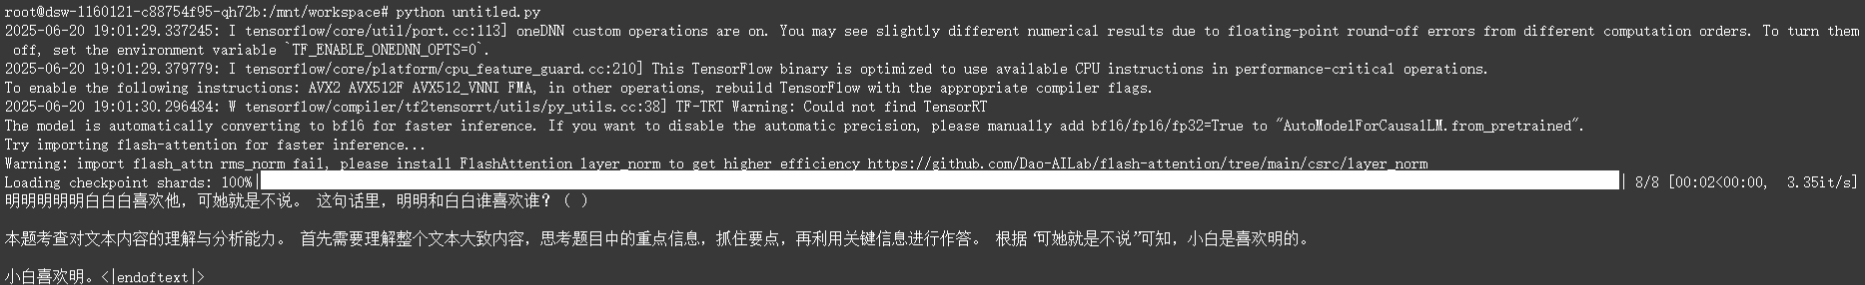 root@dsw-1160121-c88754f95-qh72b:/mnt/workspace# python untitled.py
2025-06-20 19:01:29.337245: I tensorflow/core/util/port.cc:113] oneDNN custom operations are on. You may see slightly different numerical results due to floating-point round-off errors from different computation orders. To turn them
off, set the environment variable `TF_ENABLE_ONEDNN_OPTS=0`.
2025-06-20 19:01:29.379779: I tensorflow/core/platform/cpu_feature_guard.cc:210] This TensorFlow binary is optimized to use available CPU instructions in performance-critical operations.
To enable the following instructions: AVX2 AVX512F AVX512_VNNI FMA, in other operations, rebuild TensorFlow with the appropriate compiler flags.
2025-06-20 19:01:30.296484: W tensorflow/compiler/tf2tensorrt/utils/py_utils.cc:38] TF-TRT Warning: Could not find TensorRT
The model is automatically converting to bf16 for faster inference. If you want to disable the automatic precision, please manually add bf16/fp16/fp32=True to "AutoModelForCausalLM.from_pretrained".
Try importing flash-attention for faster inference...
Warning: import flash_attn rms_norm fail, please install FlashAttention layer_norm to get higher efficiency https://github.com/Dao-AILab/flash-attention/tree/main/csrc/layer_norm
Loading checkpoint shards: 100%| | 8/8 [00:02<00:00, 3.35it/s]
明明明明明白白白喜欢他，可她就是不说。 这句话里，明明和白白谁喜欢谁？（ ）
本题考查对文本内容的理解与分析能力。 首先需要理解整个文本大致内容，思考题目中的重点信息，抓住要点，再利用关键信息进行作答。 根据“可她就是不说”可知，小白是喜欢明的。
小白喜欢明。<|endoftext|>